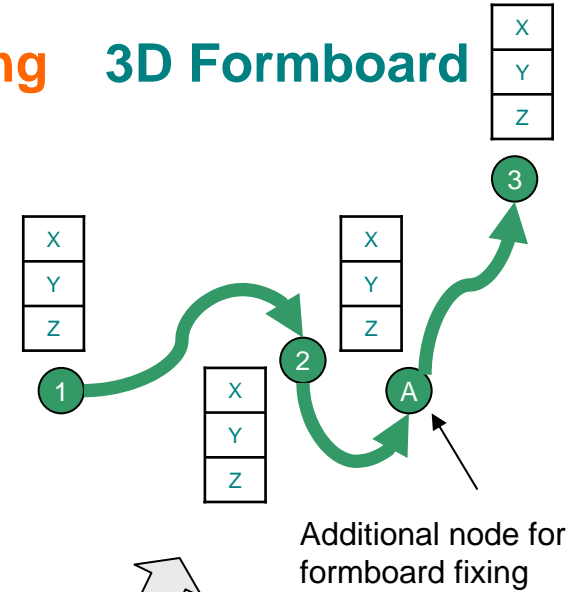 ng 3D Formboard
X
Y
Z
3
X
Y
Z
X
Y
Z
1
2
A
X
Y
Z
Additional node for
formboard fixing